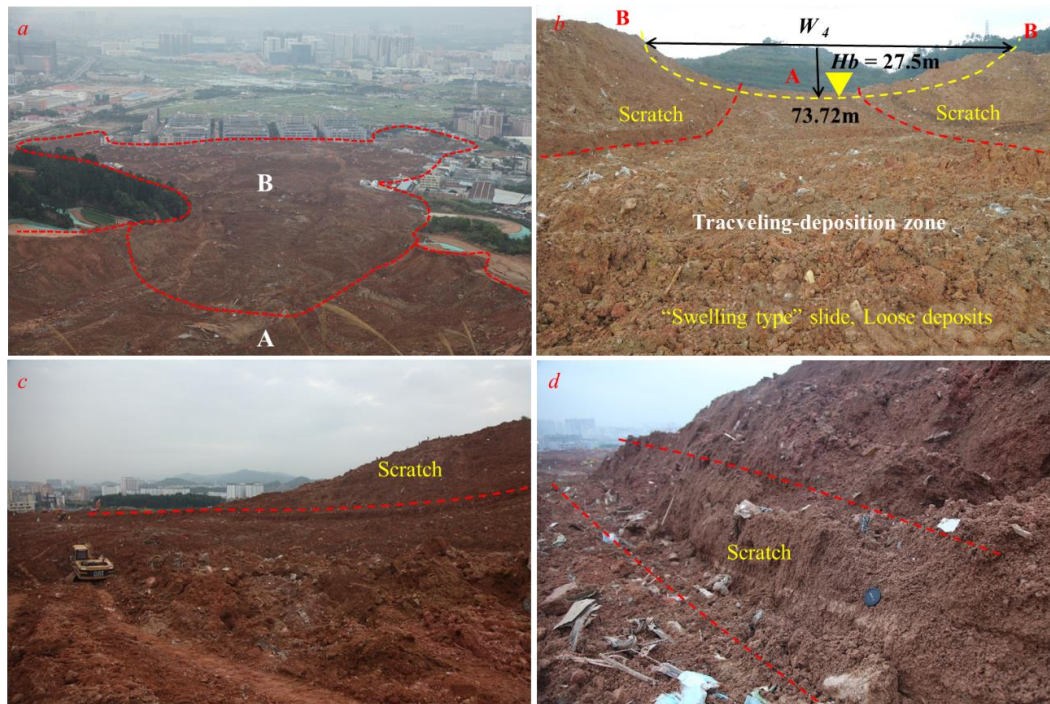 a
B
A
b
B
W4
B
Hb = 27.5m
A
Scratch
Scratch
73.72m
Tracveling-deposition zone
“Swelling type” slide, Loose deposits
c
Scratch
d
Scratch